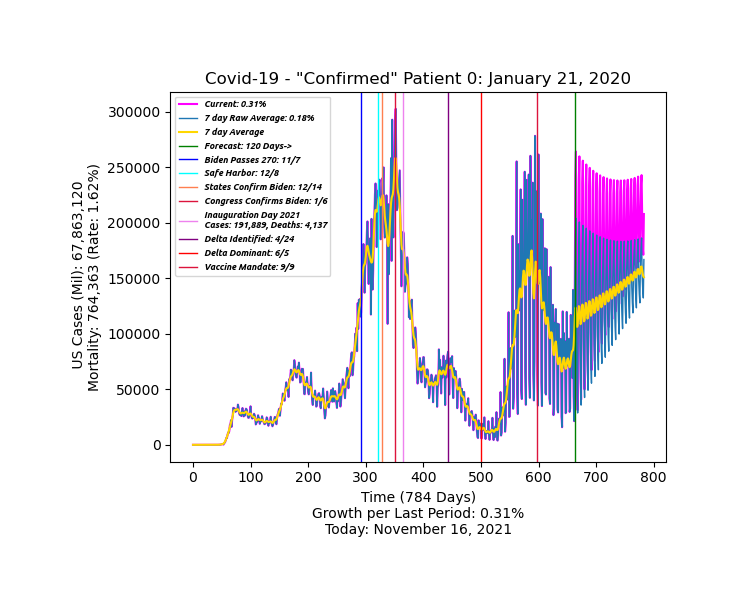 Covid-19 - "Confirmed" Patient 0: January 21, 2020
US Cases (Mil): 67,863,120
Mortality: 764,363 (Rate: 1.62%)
300000
250000
200000
150000
100000
50000
0
Current: 0.31%
7 day Raw Average: 0.18%
7 day Average
Forecast: 120 Days->
Biden Passes 270: 11/7
Safe Harbor: 12/8
States Confirm Biden: 12/14
Congress Confirms Biden: 1/6
Inauguration Day 2021
Cases: 191,889, Deaths: 4,137
Delta Identified: 4/24
Delta Dominant: 6/5
Vaccine Mandate: 9/9
0 100 200 300 400 500 600 700 800
Time (784 Days)
Growth per Last Period: 0.31%
Today: November 16, 2021